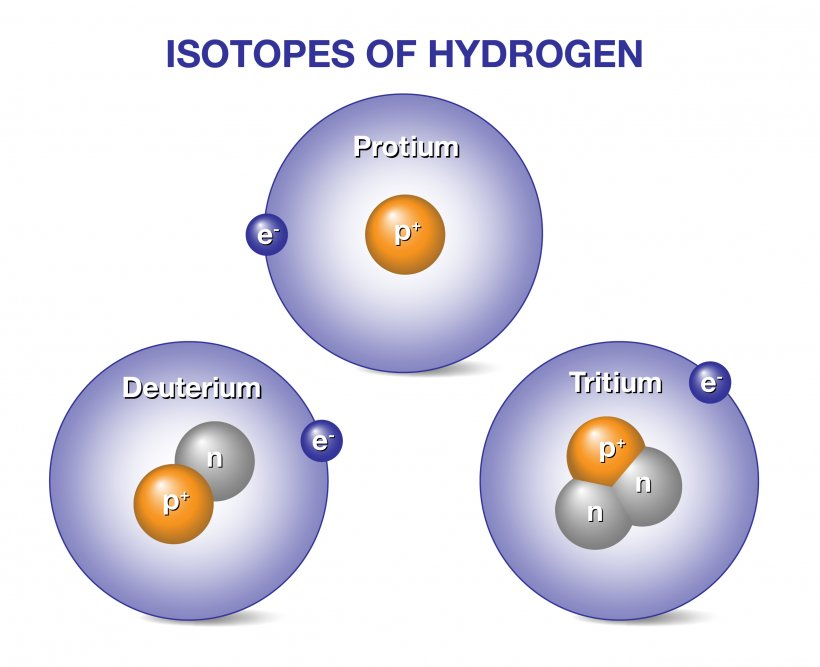 ISOTOPES OF HYDROGEN
Protium
e-
p+
Deuterium
e-
n
p+
Tritium
e-
p+
n
n